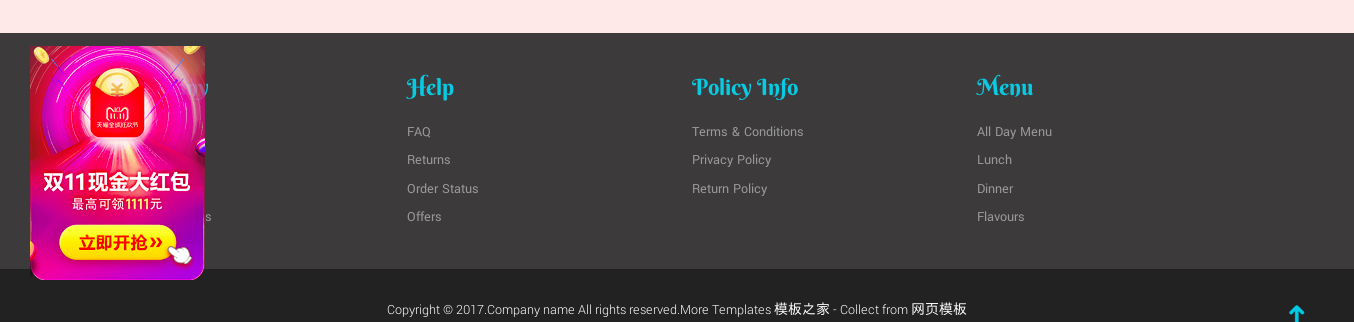 天猫全球狂欢节
双11现金大红包
最高可领1111元
立即开抢»
Help
FAQ
Returns
Order Status
Offers
Policy Info
Terms & Conditions
Privacy Policy
Return Policy
Menu
All Day Menu
Lunch
Dinner
Flavours
Copyright © 2017.Company name All rights reserved.More Templates 模板之家 - Collect from 网页模板